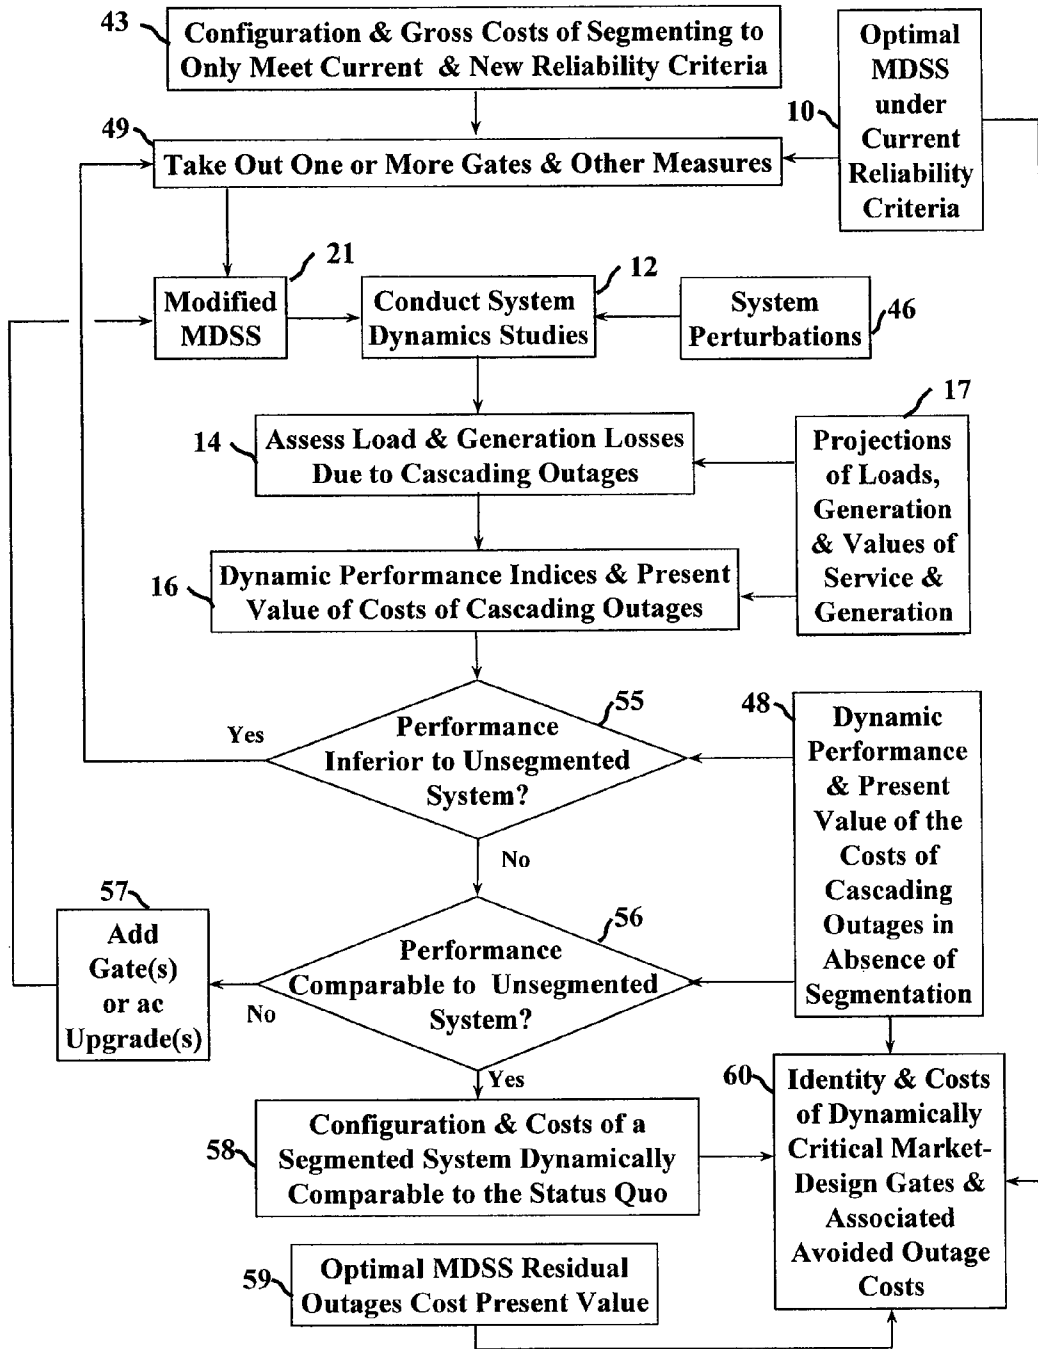 43
Configuration & Gross Costs of Segmenting to
Only Meet Current & New Reliability Criteria
10
Optimal
MDSS
under
Current
Reliability
Criteria
49
Take Out One or More Gates & Other Measures
21
Modified
MDSS
12
Conduct System
Dynamics Studies
System
Perturbations
46
14
Assess Load & Generation Losses
Due to Cascading Outages
17
Projections
of Loads,
Generation
& Values of
Service &
Generation
16
Dynamic Performance Indices & Present
Value of Costs of Cascading Outages
55
Performance
Inferior to Unsegmented
System?
Yes
No
48
Dynamic
Performance
& Present
Value of the
Costs of
Cascading
Outages in
Absence of
Segmentation
57
Add
Gate(s)
or ac
Upgrade(s)
56
Performance
Comparable to Unsegmented
System?
No
Yes
58
Configuration & Costs of a
Segmented System Dynamically
Comparable to the Status Quo
60
Identity & Costs
of Dynamically
Critical Market-
Design Gates &
Associated
Avoided Outage
Costs
59
Optimal MDSS Residual
Outages Cost Present Value